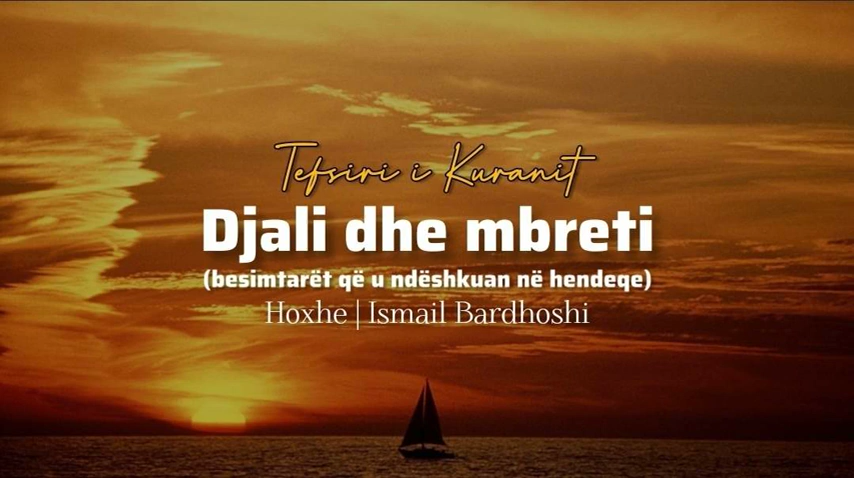 Tefsiri i Kuranit
Djali dhe mbreti
(besimtarët që u ndëshkuan në hendeqe)
Hoxhe | Ismail Bardhoshi